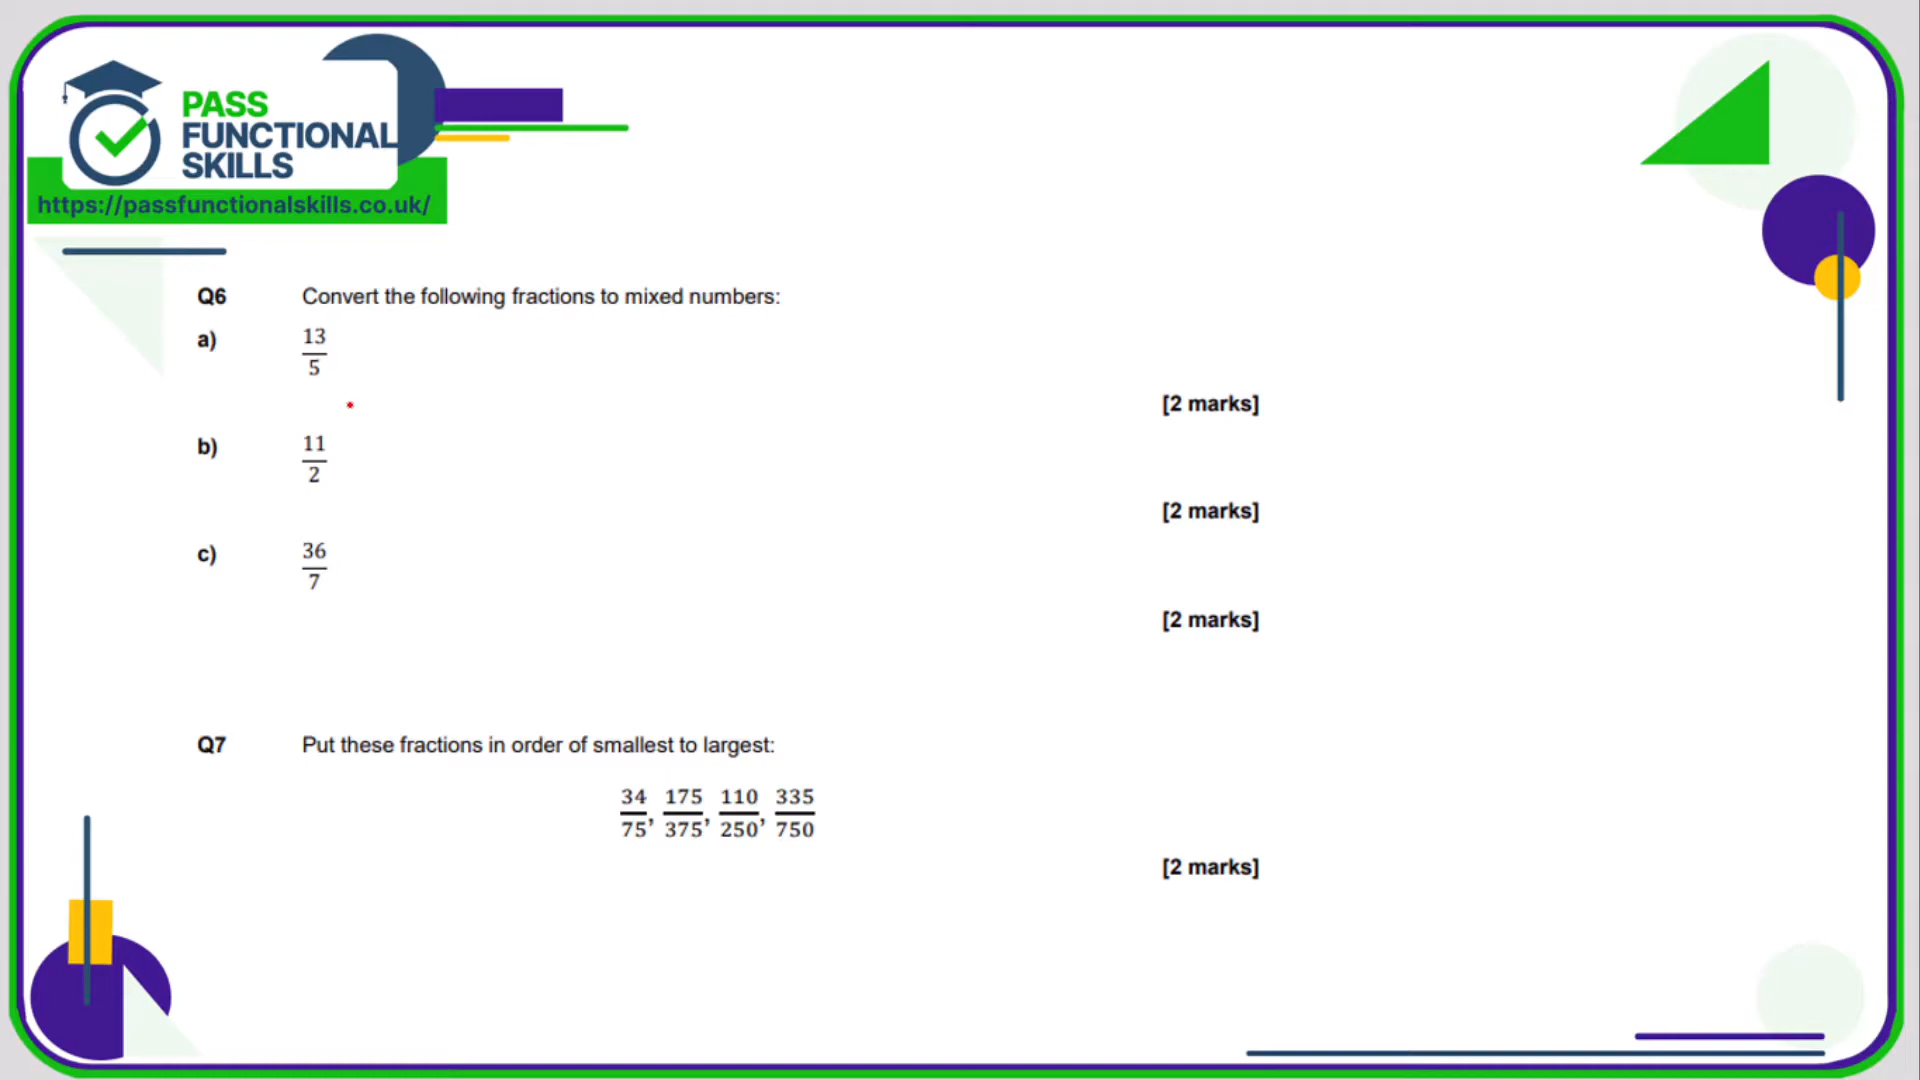 PASS
FUNCTIONAL
SKILLS
https://passfunctionalskills.co.uk/
Q6 Convert the following fractions to mixed numbers:
a) 13/5
[2 marks]
b) 11/2
[2 marks]
c) 36/7
[2 marks]
Q7 Put these fractions in order of smallest to largest:
34/75, 175/375, 110/250, 335/750
[2 marks]